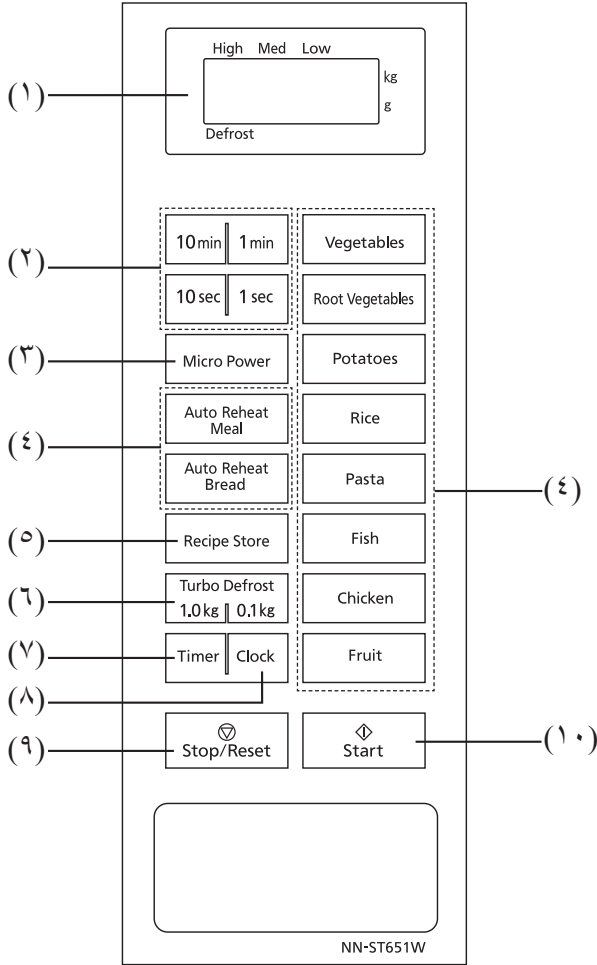 High Med Low
kg
(١)
g
Defrost
10 min 1 min
Vegetables
(٢)
10 sec 1 sec
Root Vegetables
(٣)
Micro Power
Potatoes
Auto Reheat
Meal
Rice
(٤)
Auto Reheat
Bread
Pasta
(٤)
(٥)
Recipe Store
Fish
(٦)
Turbo Defrost
1.0 kg 0.1 kg
Chicken
(٧)
Timer Clock
Fruit
(٨)
(٩)
Stop/Reset
Start
(١٠)
NN-ST651W